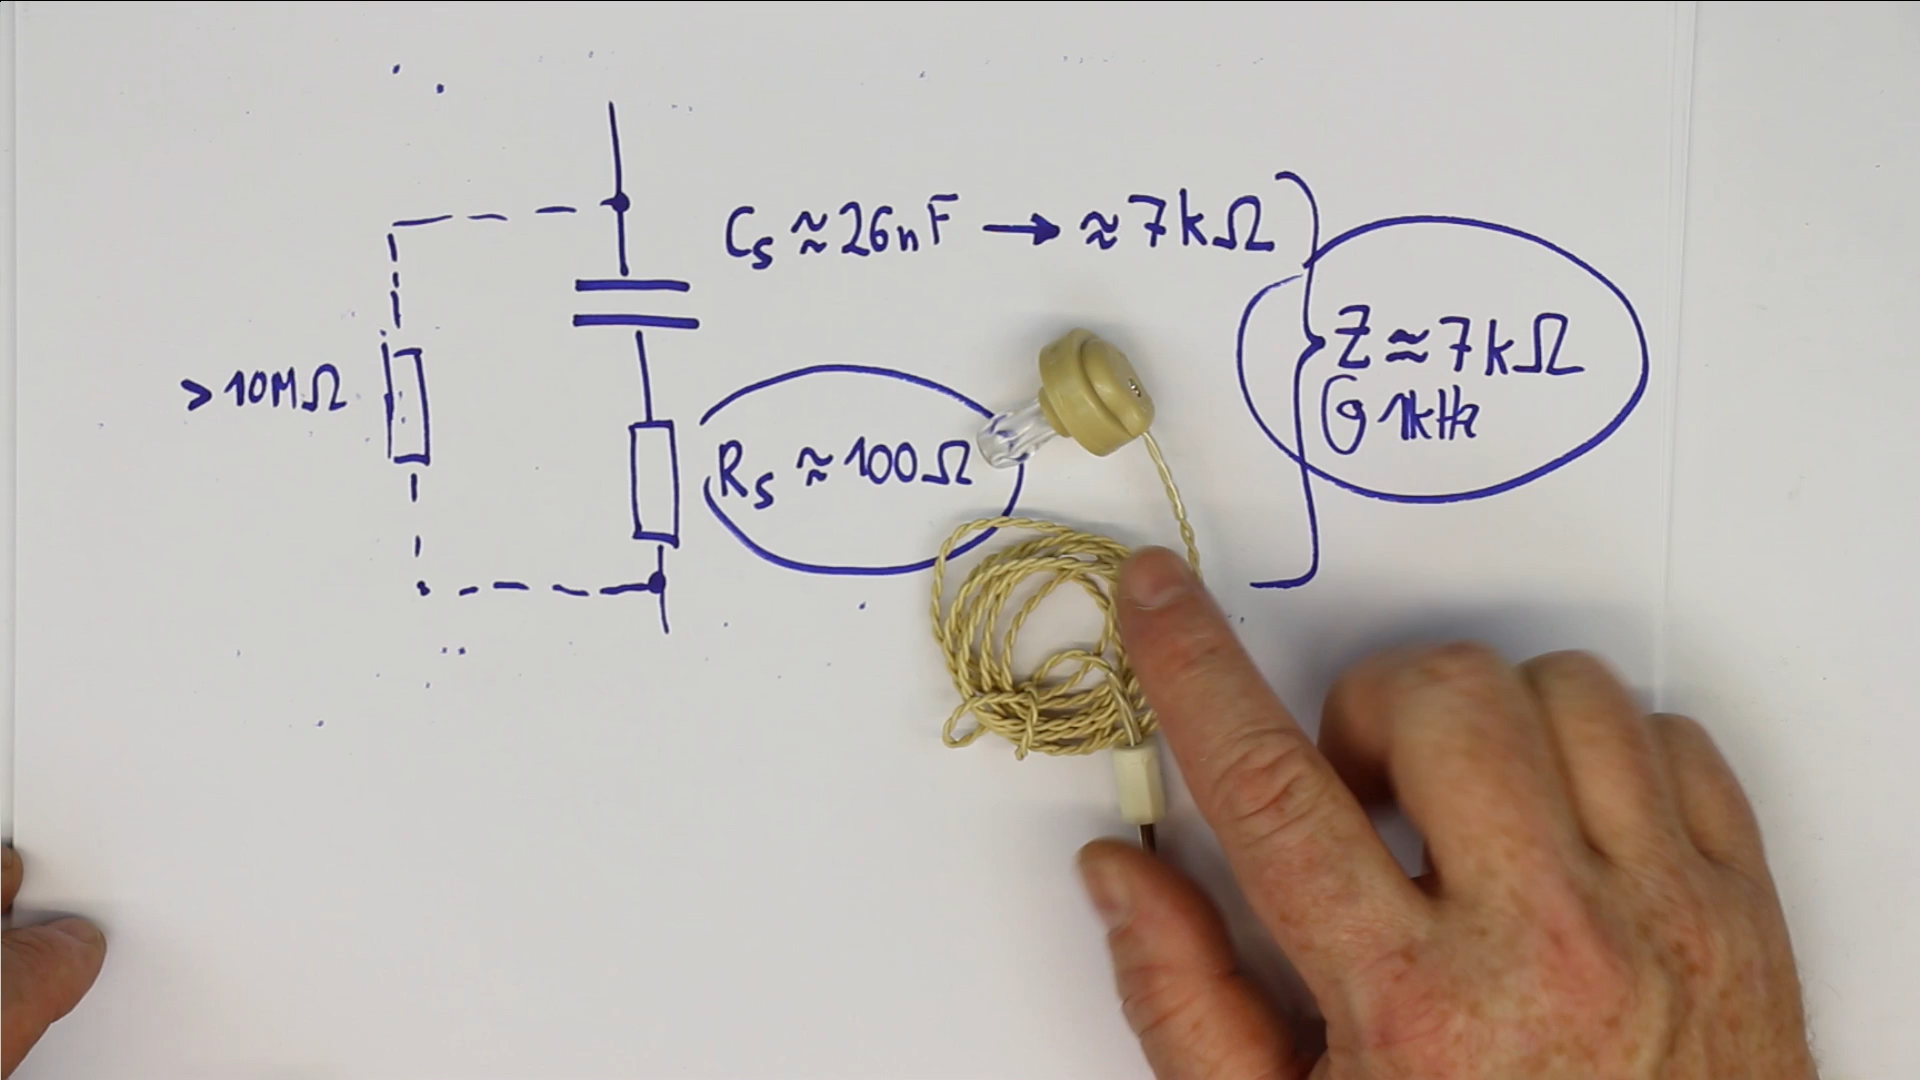 Cs ≈ 26nF → ≈ 7kΩ
> 10MΩ
Rs ≈ 100Ω
Z ≈ 7kΩ
@ 1kHz